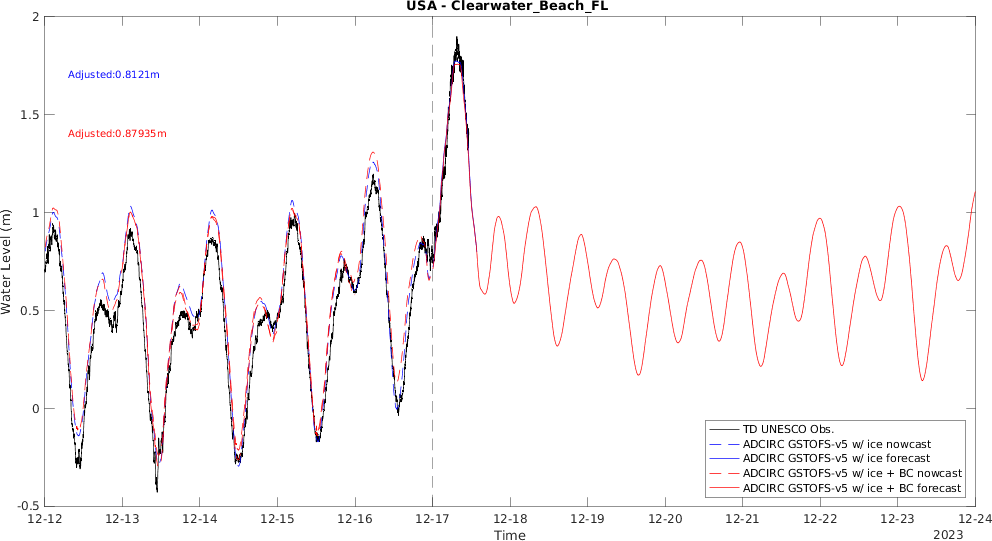 USA - Clearwater_Beach_FL
2
Adjusted:0.8121m
1.5
Adjusted:0.87935m
1
Water Level (m)
0.5
0
TD UNESCO Obs.
ADCIRC GSTOFS-v5 w/ ice nowcast
ADCIRC GSTOFS-v5 w/ ice forecast
ADCIRC GSTOFS-v5 w/ ice + BC nowcast
ADCIRC GSTOFS-v5 w/ ice + BC forecast
-0.5
12-12 12-13 12-14 12-15 12-16 12-17 12-18 12-19 12-20 12-21 12-22 12-23 12-24
Time
2023